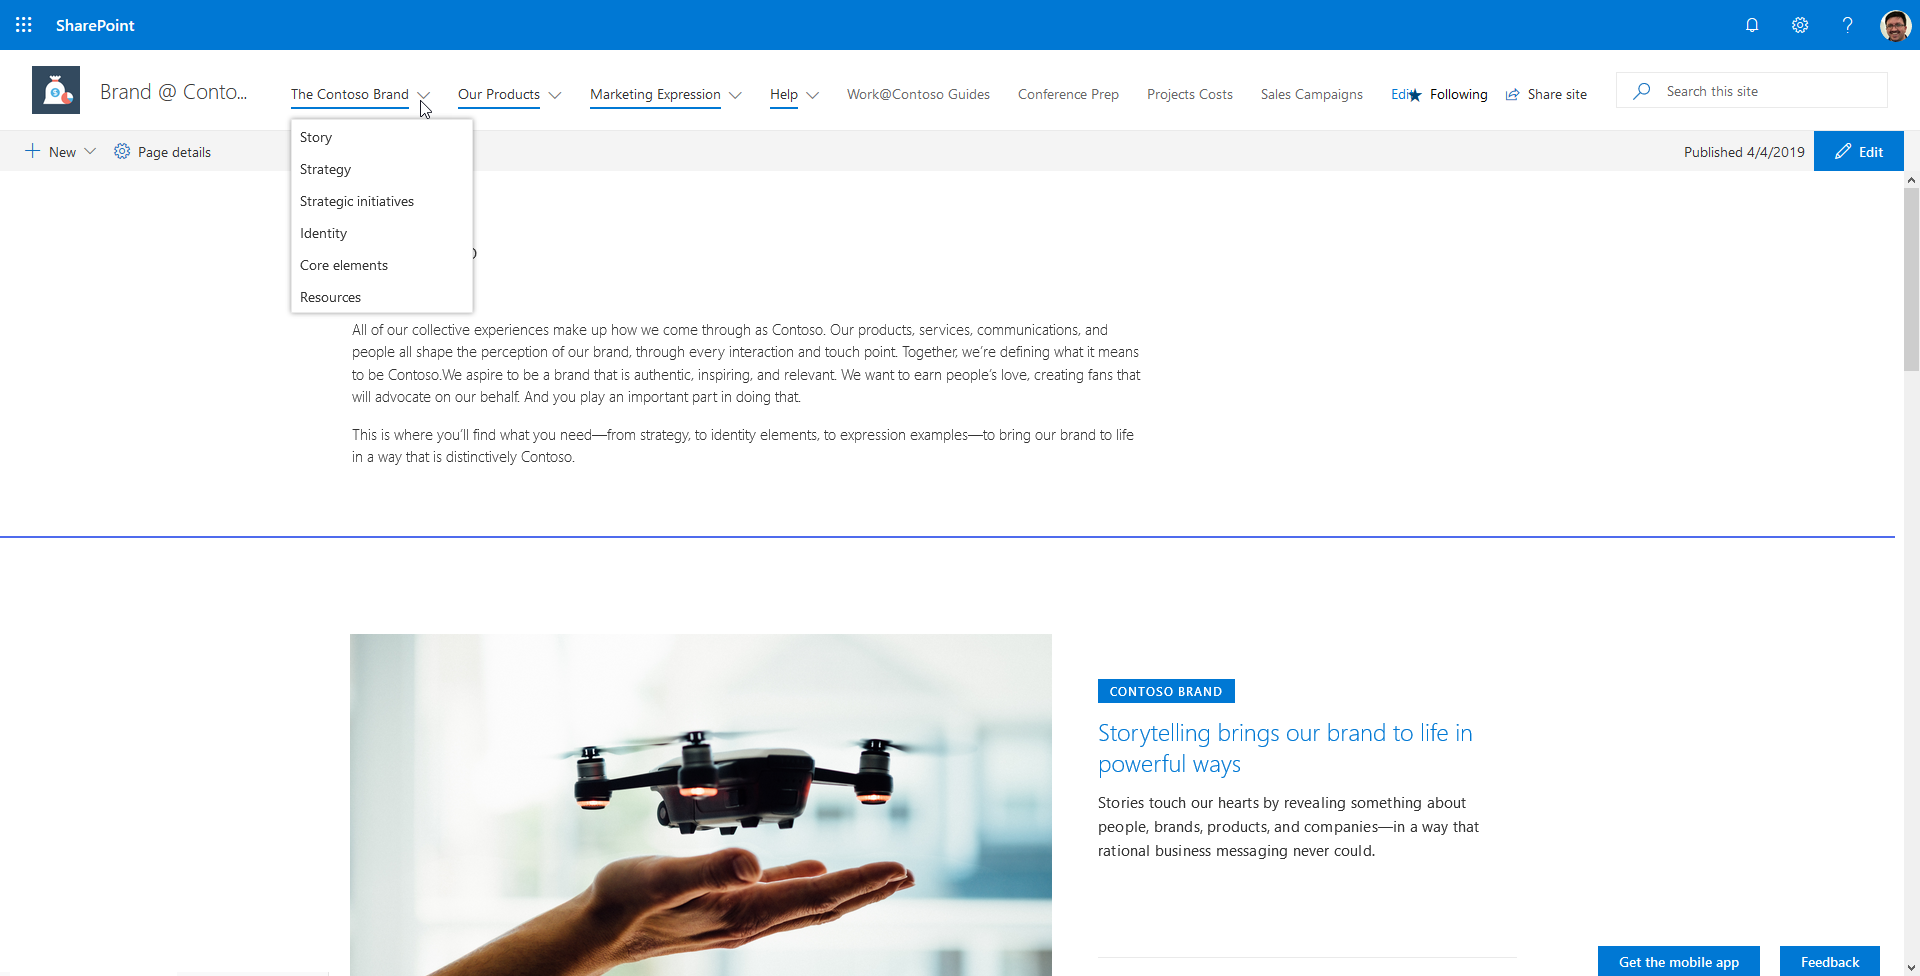 SharePoint
Brand @ Conto...
The Contoso Brand
Our Products
Marketing Expression
Help
Work@Contoso Guides
Conference Prep
Projects Costs
Sales Campaigns
Edit
Following
Share site
Search this site
New
Page details
Published 4/4/2019
Edit
Story
Strategy
Strategic initiatives
Identity
Core elements
Resources
All of our collective experiences make up how we come through as Contoso. Our products, services, communications, and
people all shape the perception of our brand, through every interaction and touch point. Together, we're defining what it means
to be Contoso.We aspire to be a brand that is authentic, inspiring, and relevant. We want to earn people's love, creating fans that
will advocate on our behalf. And you play an important part in doing that.
This is where you'll find what you need—from strategy, to identity elements, to expression examples—to bring our brand to life
in a way that is distinctively Contoso.
CONTOSO BRAND
Storytelling brings our brand to life in
powerful ways
Stories touch our hearts by revealing something about
people, brands, products, and companies—in a way that
rational business messaging never could.
Get the mobile app
Feedback